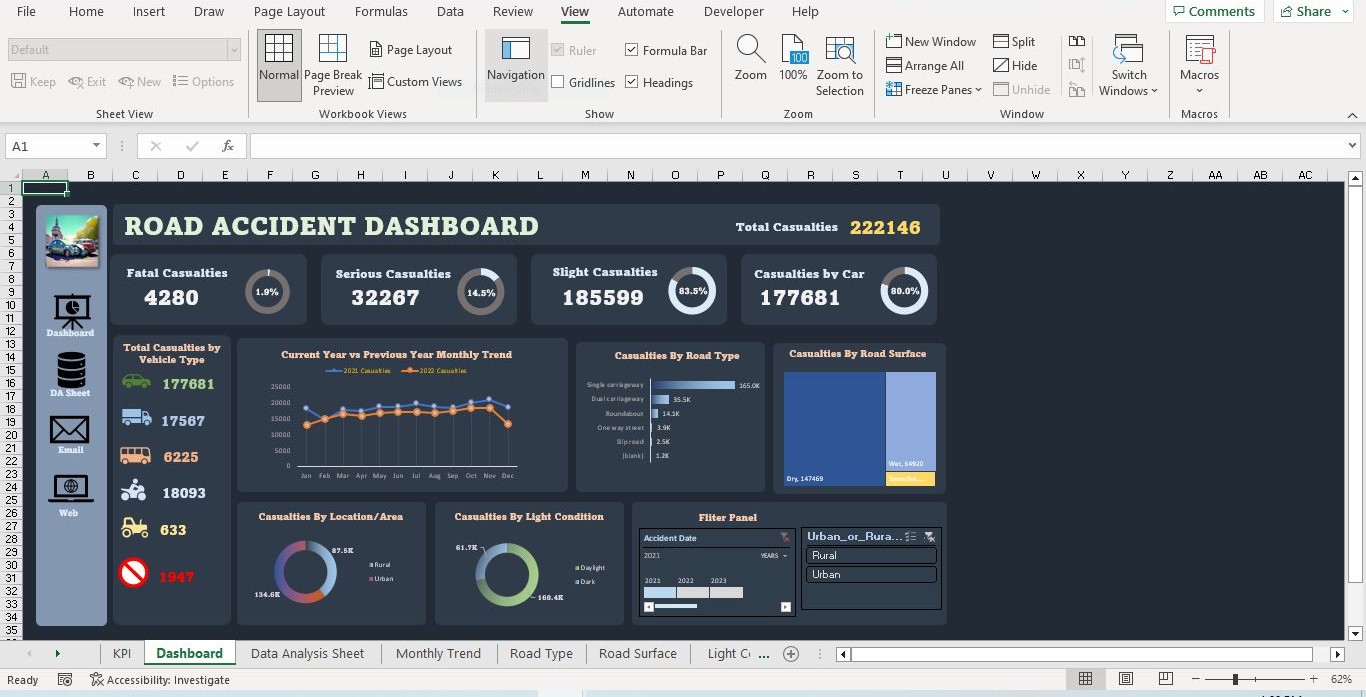 File Home Insert Draw Page Layout Formulas Data Review View Automate Developer Help Comments Share
Default
Keep Exit New Options
Sheet View
Normal Page Break Preview Page Layout Custom Views
Workbook Views
Navigation Ruler Formula Bar
Gridlines Headings
Show
Zoom 100 100% Zoom to Selection
Zoom
New Window Split
Arrange All Hide
Freeze Panes Unhide
Switch Windows
Window
Macros
Macros
A1 fx
A B C D E F G H I J K L M N O P Q R S T U V W X Y Z AA AB AC
1
2
3
4
5
6
7
8
9
10
11
12
13
14
15
16
17
18
19
20
21
22
23
24
25
26
27
28
29
30
31
32
33
34
35
ROAD ACCIDENT DASHBOARD
Total Casualties 222146
Dashboard
DA Sheet
Email
Web
Fatal Casualties
4280
1.9%
Serious Casualties
32267
14.5%
Slight Casualties
185599
83.5%
Casualties by Car
177681
80.0%
Total Casualties by
Vehicle Type
177681
17567
6225
18093
633
1947
Current Year vs Previous Year Monthly Trend
2021 Casualties 2022 Casualties
25000
20000
15000
10000
5000
0
Jan Feb Mar Apr May Jun Jul Aug Sep Oct Nov Dec
Casualties By Road Type
Single carriageway 165.0K
Dual carriageway 35.5K
Roundabout 14.1K
One way street 3.9K
Slip road 2.5K
(blank) 1.2K
Casualties By Road Surface
Dry, 147469
Wet, 64920
Casualties By Location/Area
87.5K
134.6K
Rural
Urban
Casualties By Light Condition
61.7K
160.4K
Daylight
Dark
Fliter Panel
Accident Date
2021 YEARS
2021 2022 2023
Urban_or_Rura...
Rural
Urban
KPI Dashboard Data Analysis Sheet Monthly Trend Road Type Road Surface Light Co ...
Ready Accessibility: Investigate 62%